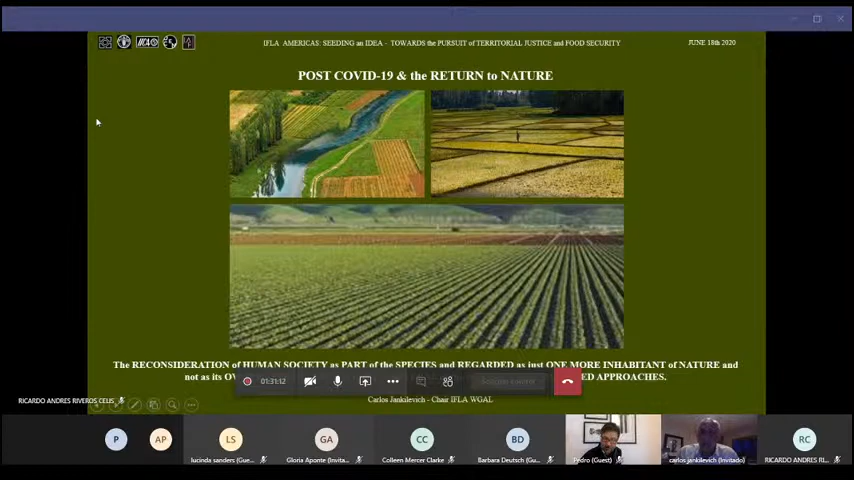 IICA
IFLA AMERICAS: SEEDING an IDEA - TOWARDS the PURSUIT of TERRITORIAL JUSTICE and FOOD SECURITY
JUNE 18th 2020
POST COVID-19 & the RETURN to NATURE
The RECONSIDERATION of HUMAN SOCIETY as PART of the SPECIES and REGARDED as just ONE MORE INHABITANT of NATURE and
not as its APPROACHES.
01:31:12
Carlos Jankilevich - Chair IFLA WGAL
RICARDO ANDRES RIVEROS CELIS
P
AP
LS
GA
CC
BD
RC
lucinda sanders (Gue...
Gloria Aponte (Invita...
Colleen Mercer Clarke
Barbara Deutsch (Gu...
Pedro (Guest)
carlos jankilevich (Invitado)
RICARDO ANDRES RI...